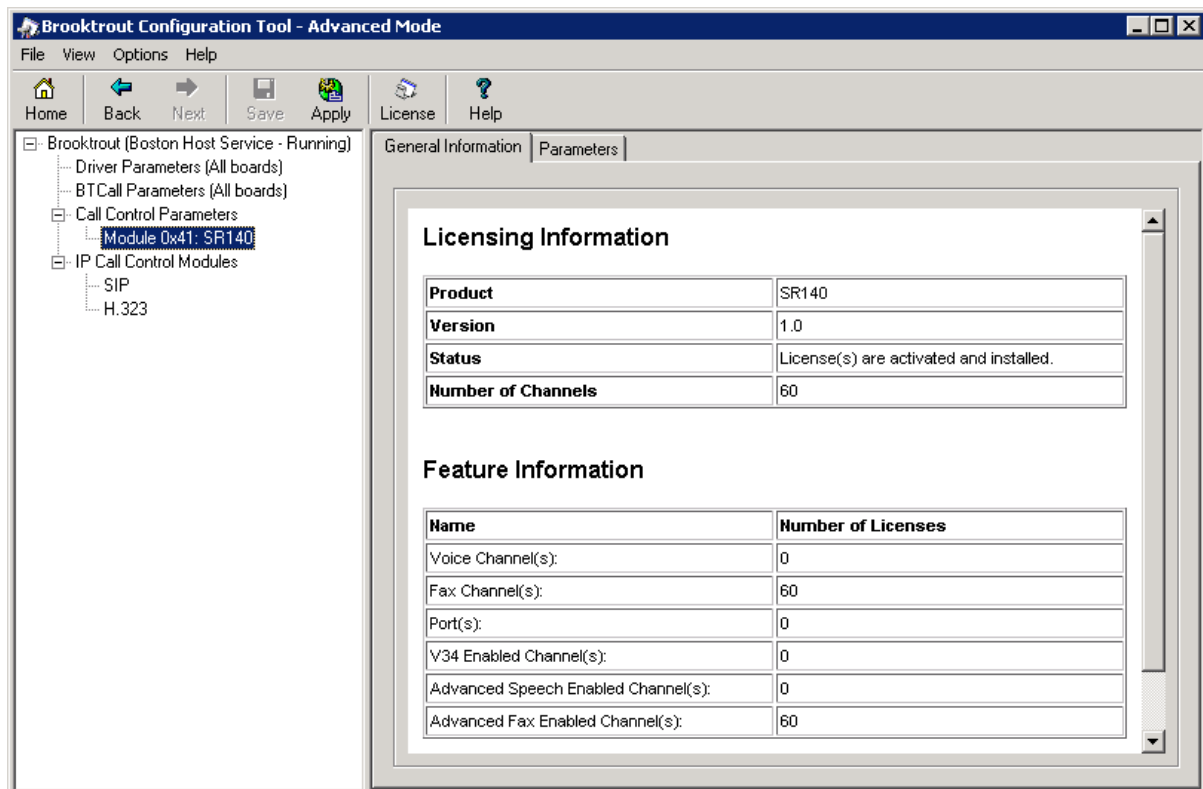 Brooktrout Configuration Tool - Advanced Mode
File View Options Help
Home Back Next Save Apply License Help
Brooktrout (Boston Host Service - Running)
Driver Parameters (All boards)
BTCall Parameters (All boards)
Call Control Parameters
Module 0x41: SR140
IP Call Control Modules
SIP
H.323
General Information Parameters
Licensing Information
Product SR140
Version 1.0
Status License(s) are activated and installed.
Number of Channels 60
Feature Information
Name Number of Licenses
Voice Channel(s): 0
Fax Channel(s): 60
Port(s): 0
V34 Enabled Channel(s): 0
Advanced Speech Enabled Channel(s): 0
Advanced Fax Enabled Channel(s): 60